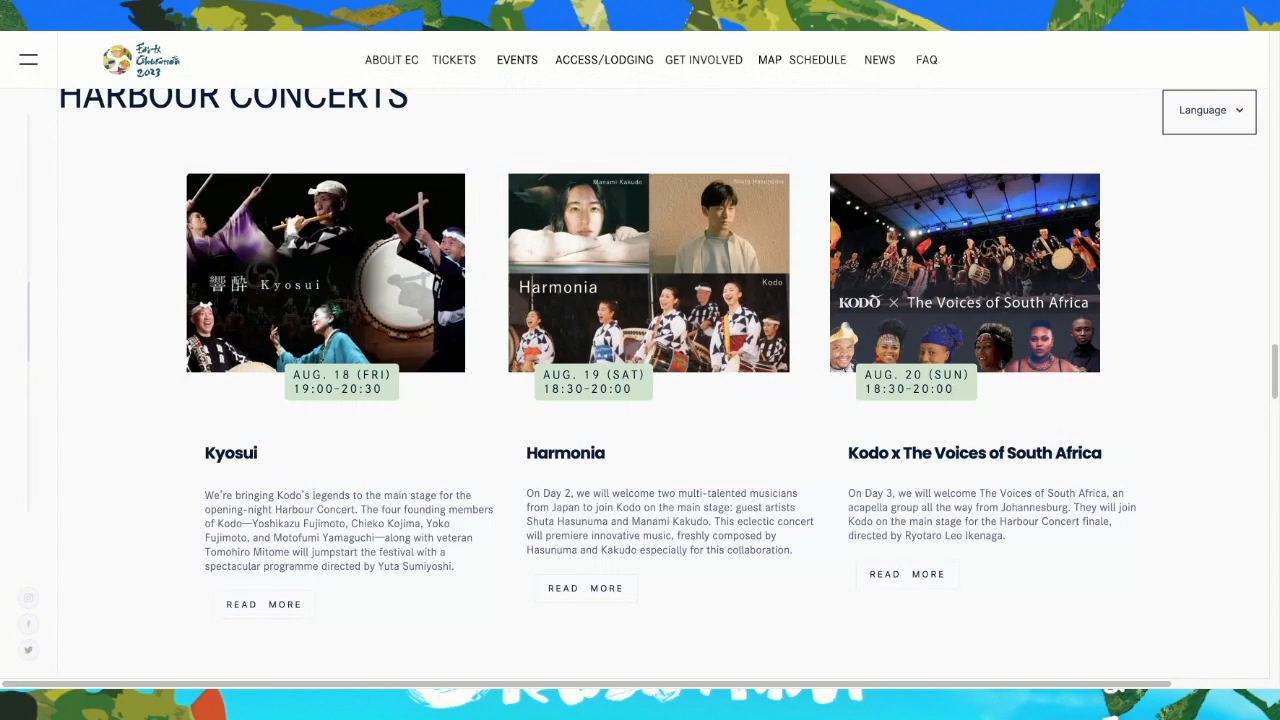 Earth
Celebration
2023
ABOUT EC TICKETS EVENTS ACCESS/LODGING GET INVOLVED MAP SCHEDULE NEWS FAQ
HARBOUR CONCERTS
Language
響酔 Kyosui
Manami Kakudo
Shuta Hasunuma
Harmonia
Kodo
KODŌ × The Voices of South Africa
AUG. 18 (FRI)
19:00-20:30
AUG. 19 (SAT)
18:30-20:00
AUG. 20 (SUN)
18:30-20:00
Kyosui
We're bringing Kodo's legends to the main stage for the
opening-night Harbour Concert. The four founding members
of Kodo—Yoshikazu Fujimoto, Chieko Kojima, Yoko
Fujimoto, and Motofumi Yamaguchi—along with veteran
Tomohiro Mitome will jumpstart the festival with a
spectacular programme directed by Yuta Sumiyoshi.
READ MORE
Harmonia
On Day 2, we will welcome two multi-talented musicians
from Japan to join Kodo on the main stage: guest artists
Shuta Hasunuma and Manami Kakudo. This eclectic concert
will premiere innovative music, freshly composed by
Hasunuma and Kakudo especially for this collaboration.
READ MORE
Kodo x The Voices of South Africa
On Day 3, we will welcome The Voices of South Africa, an
acapella group all the way from Johannesburg. They will join
Kodo on the main stage for the Harbour Concert finale,
directed by Ryotaro Leo Ikenaga.
READ MORE